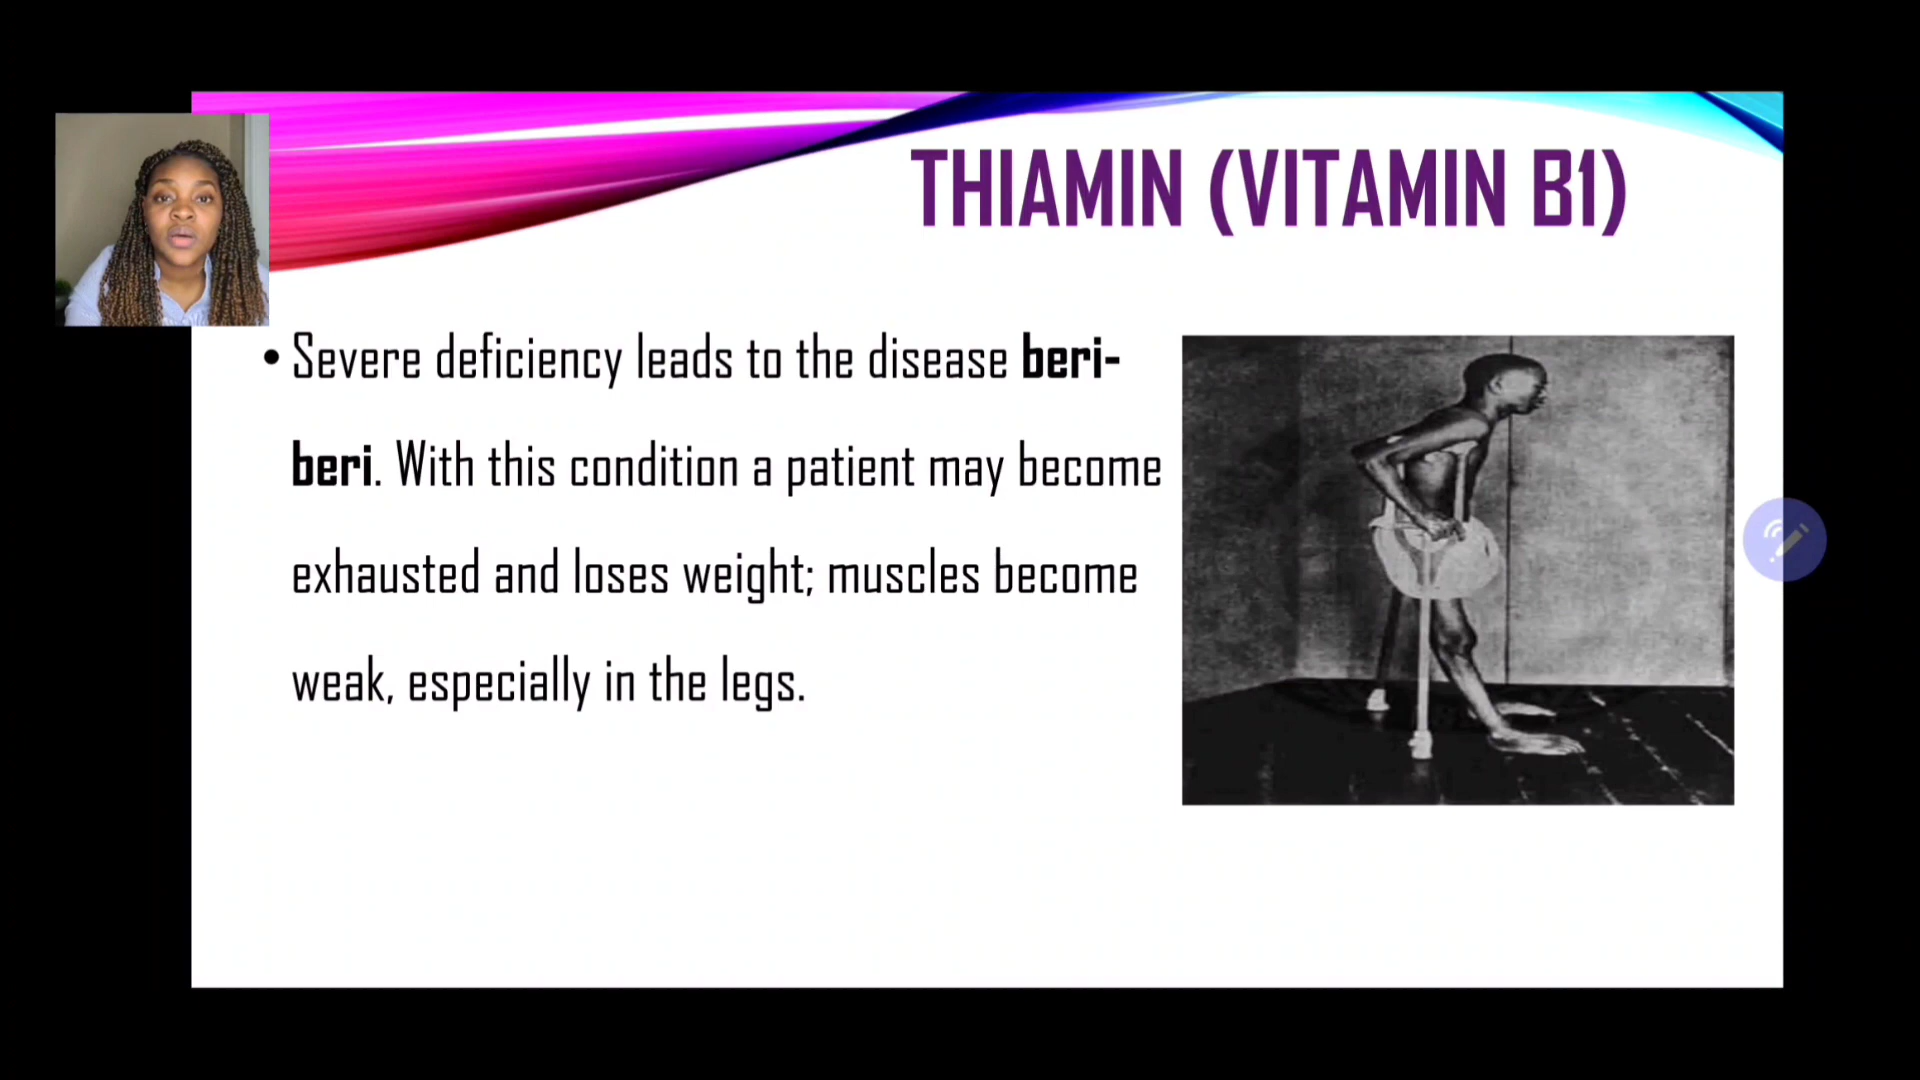 THIAMIN (VITAMIN B1)
• Severe deficiency leads to the disease beri-
beri. With this condition a patient may become
exhausted and loses weight; muscles become
weak, especially in the legs.